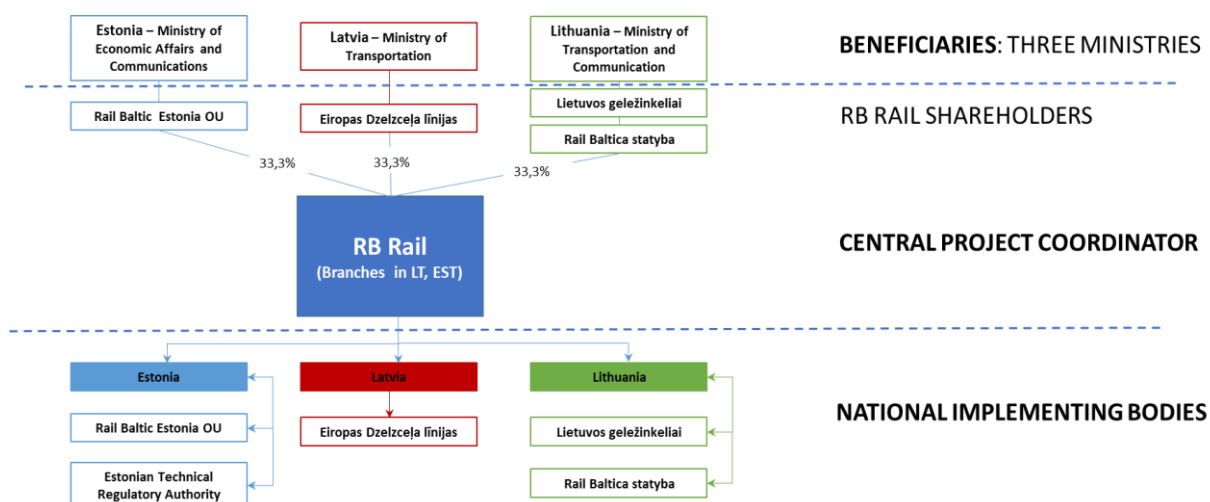 Estonia – Ministry of
Economic Affairs and
Communications
Latvia – Ministry of
Transportation
Lithuania – Ministry of
Transportation and
Communication
BENEFICIARIES: THREE MINISTRIES
Rail Baltic Estonia OU
Eiropas Dzelzceļa līnijas
Lietuvos geležinkeliai
Rail Baltica statyba
RB RAIL SHAREHOLDERS
33,3%
33,3%
33,3%
RB Rail
(Branches in LT, EST)
CENTRAL PROJECT COORDINATOR
Estonia
Latvia
Lithuania
Rail Baltic Estonia OU
Eiropas Dzelzceļa līnijas
Lietuvos geležinkeliai
NATIONAL IMPLEMENTING BODIES
Estonian Technical
Regulatory Authority
Rail Baltica statyba